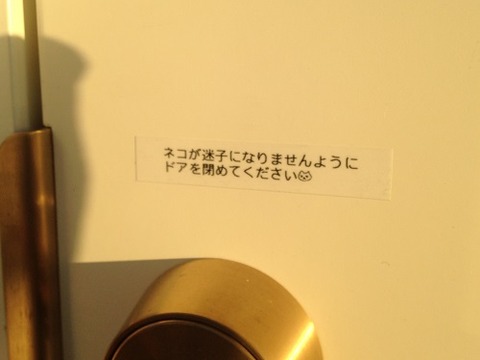 ネコが迷子になりませんように
ドアを閉めてください🐱